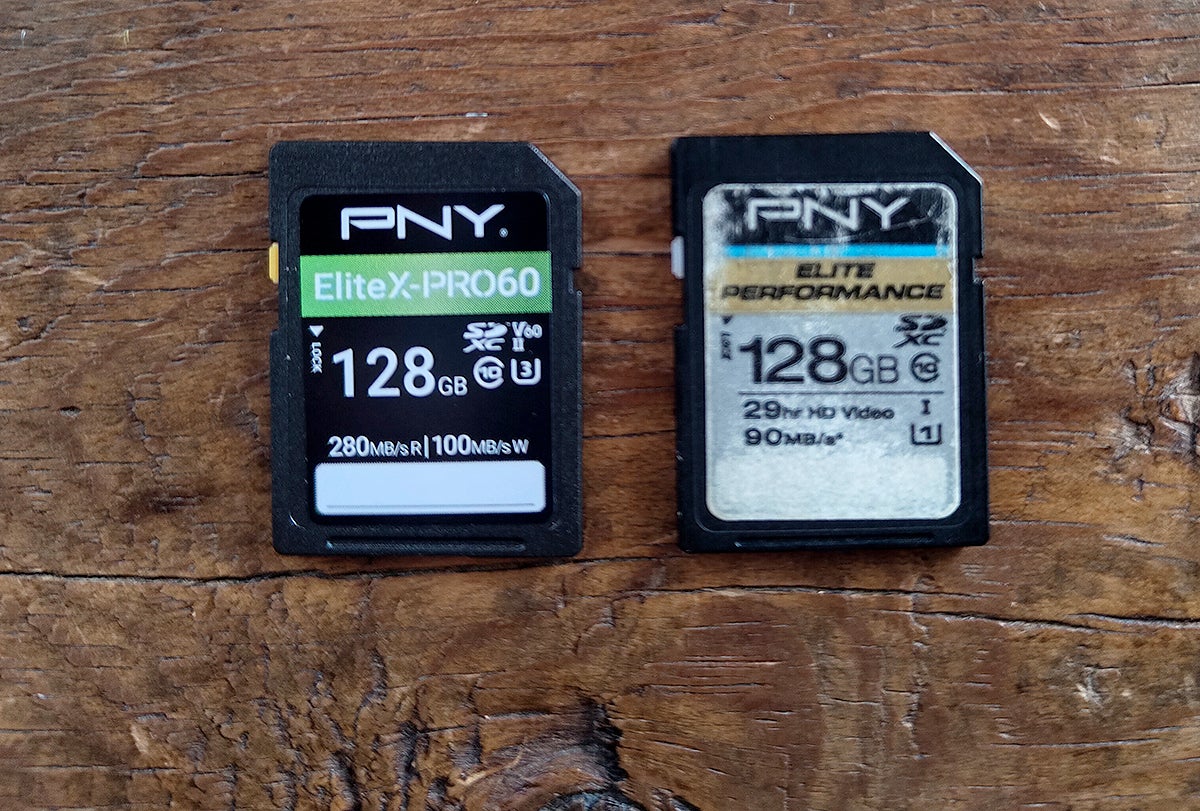 PNY®
EliteX-PRO60
LOCK
SD XC II V60
128GB 10 U3
280MB/s R | 100MB/s W
PNY
ELITE
PERFORMANCE
LOCK
SD XC
128GB 10
29hr HD Video I
90MB/s* U1